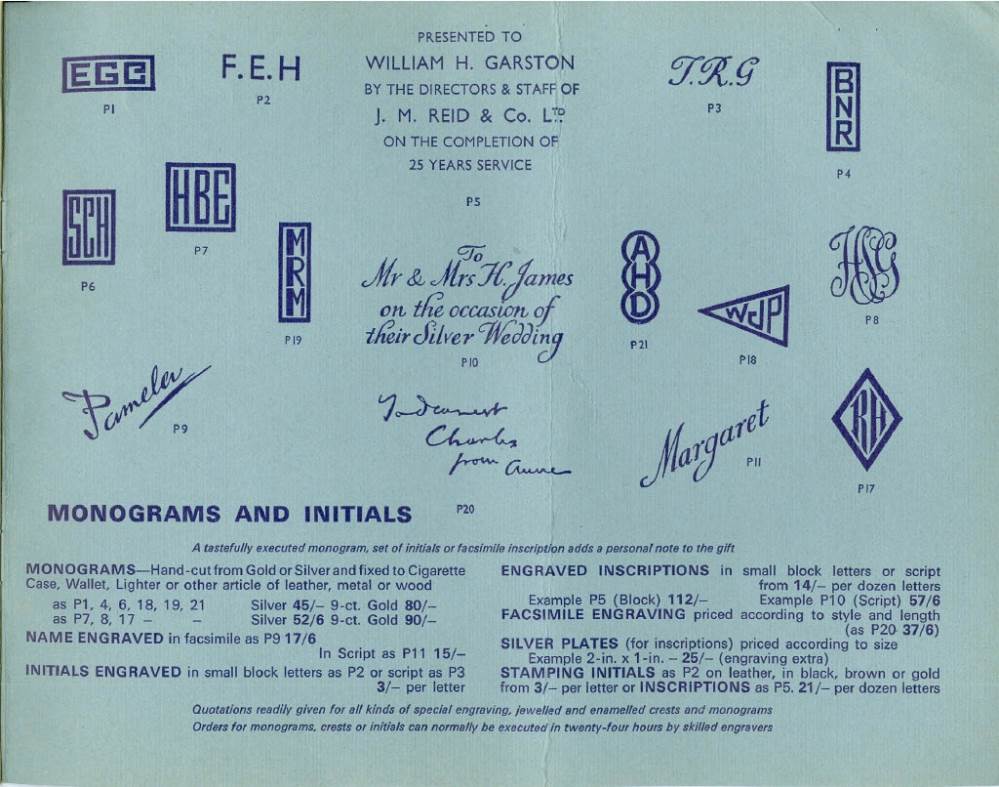 EGC
P1
F.E.H
P2
PRESENTED TO
WILLIAM H. GARSTON
BY THE DIRECTORS & STAFF OF
J. M. REID & Co. LTD.
ON THE COMPLETION OF
25 YEARS SERVICE
P5
T.R.G
P3
BNR
P4
SCH
P6
HBE
P7
MRM
P19
To
Mr & Mrs H. James
on the occasion of
their Silver Wedding
P10
AHD
P21
WJP
P18
HSG
P8
Pamela
P9
To dearest
Charles
from Anne
P20
Margaret
P11
RH
P17
MONOGRAMS AND INITIALS
A tastefully executed monogram, set of initials or facsimile inscription adds a personal note to the gift
MONOGRAMS—Hand-cut from Gold or Silver and fixed to Cigarette
Case, Wallet, Lighter or other article of leather, metal or wood
as P1, 4, 6, 18, 19, 21 Silver 45/– 9-ct. Gold 80/–
as P7, 8, 17 – – Silver 52/6 9-ct. Gold 90/–
NAME ENGRAVED in facsimile as P9 17/6
In Script as P11 15/–
INITIALS ENGRAVED in small block letters as P2 or script as P3
3/– per letter
ENGRAVED INSCRIPTIONS in small block letters or script
from 14/– per dozen letters
Example P5 (Block) 112/– Example P10 (Script) 57/6
FACSIMILE ENGRAVING priced according to style and length
(as P20 37/6)
SILVER PLATES (for inscriptions) priced according to size
Example 2-in. x 1-in. – 25/– (engraving extra)
STAMPING INITIALS as P2 on leather, in black, brown or gold
from 3/– per letter or INSCRIPTIONS as P5. 21/– per dozen letters
Quotations readily given for all kinds of special engraving, jewelled and enamelled crests and monograms
Orders for monograms, crests or initials can normally be executed in twenty-four hours by skilled engravers